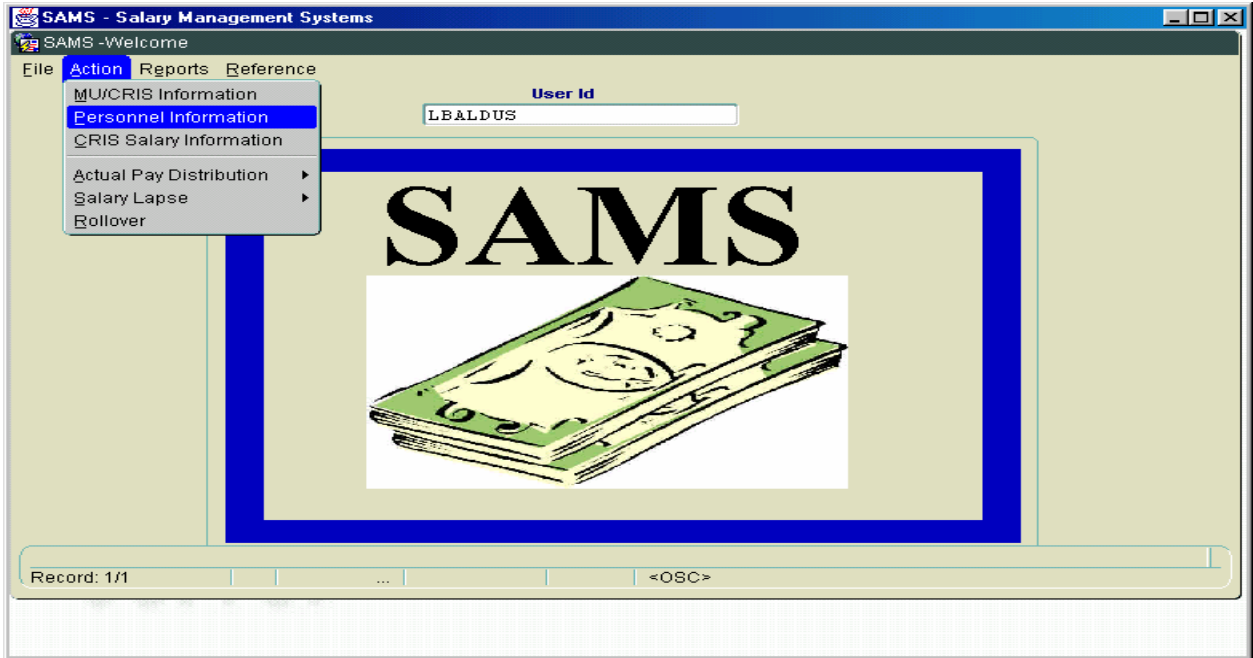 SAMS - Salary Management Systems
SAMS -Welcome
File Action Reports Reference
MU/CRIS Information
Personnel Information
CRIS Salary Information
Actual Pay Distribution
Salary Lapse
Rollover
User Id
LBALDUS
SAMS
Record: 1/1 ... <OSC>